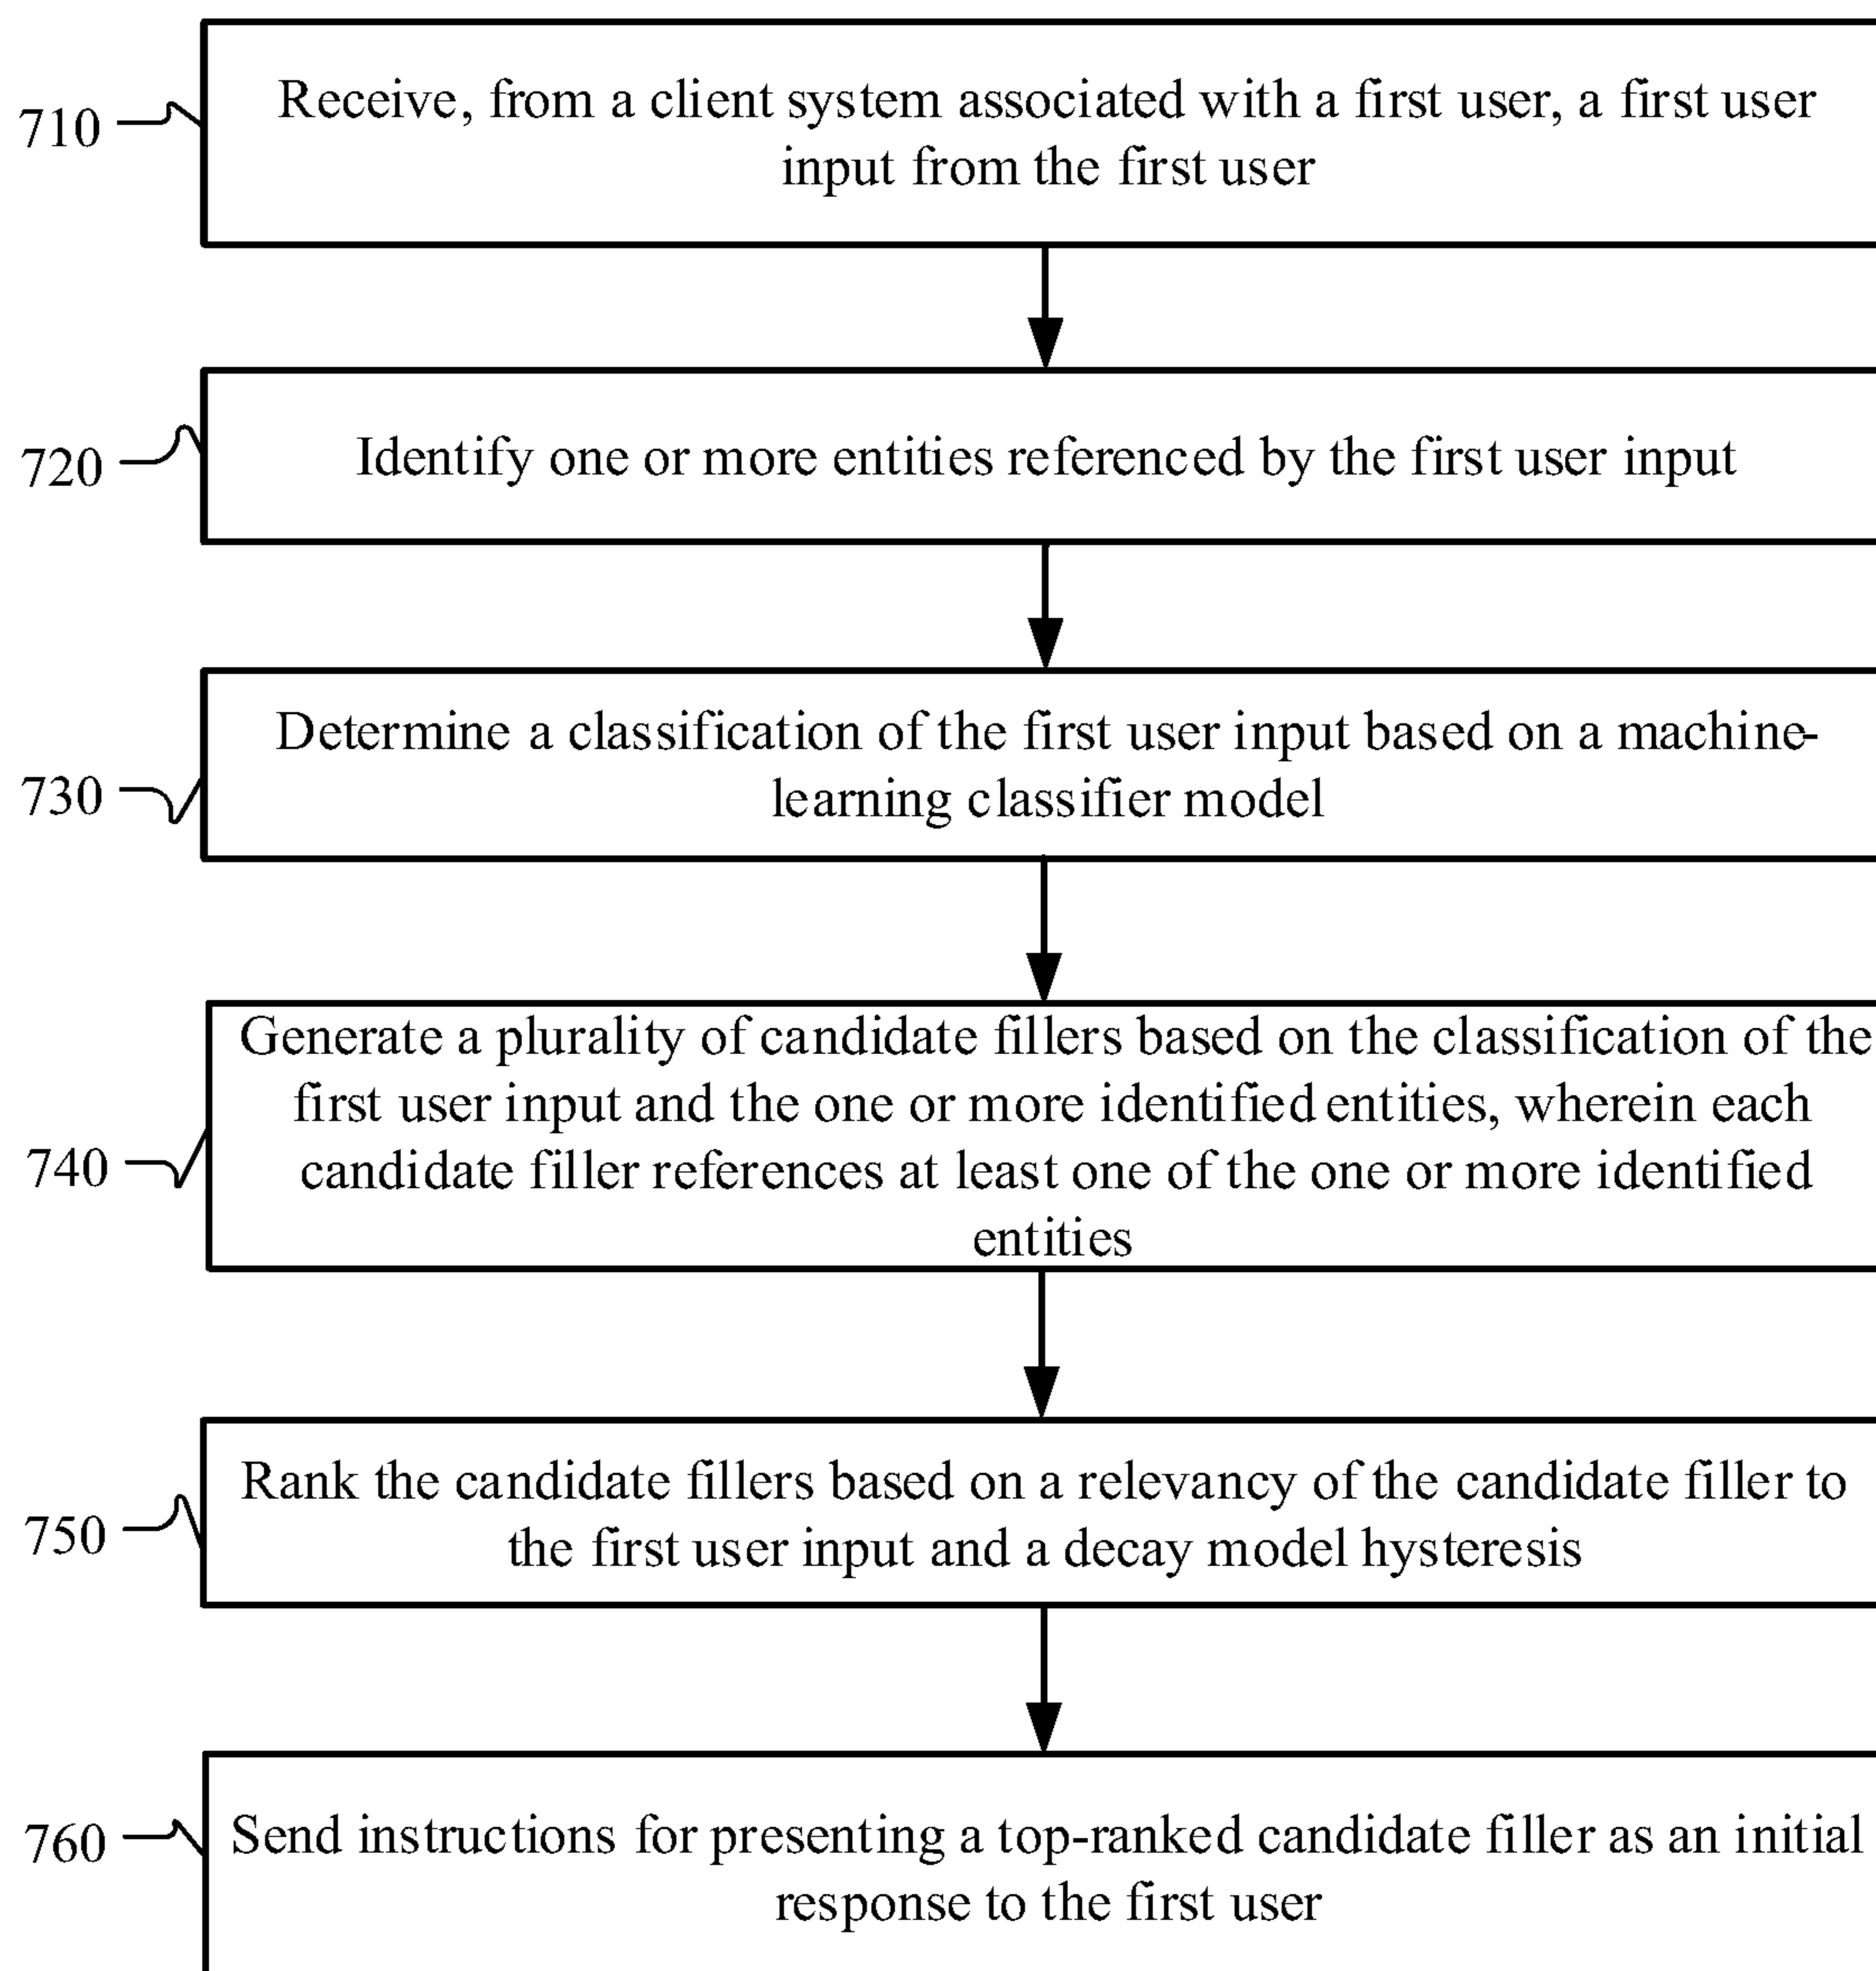 710
Receive, from a client system associated with a first user, a first user
input from the first user
720
Identify one or more entities referenced by the first user input
730
Determine a classification of the first user input based on a machine-
learning classifier model
740
Generate a plurality of candidate fillers based on the classification of the
first user input and the one or more identified entities, wherein each
candidate filler references at least one of the one or more identified
entities
750
Rank the candidate fillers based on a relevancy of the candidate filler to
the first user input and a decay model hysteresis
760
Send instructions for presenting a top-ranked candidate filler as an initial
response to the first user